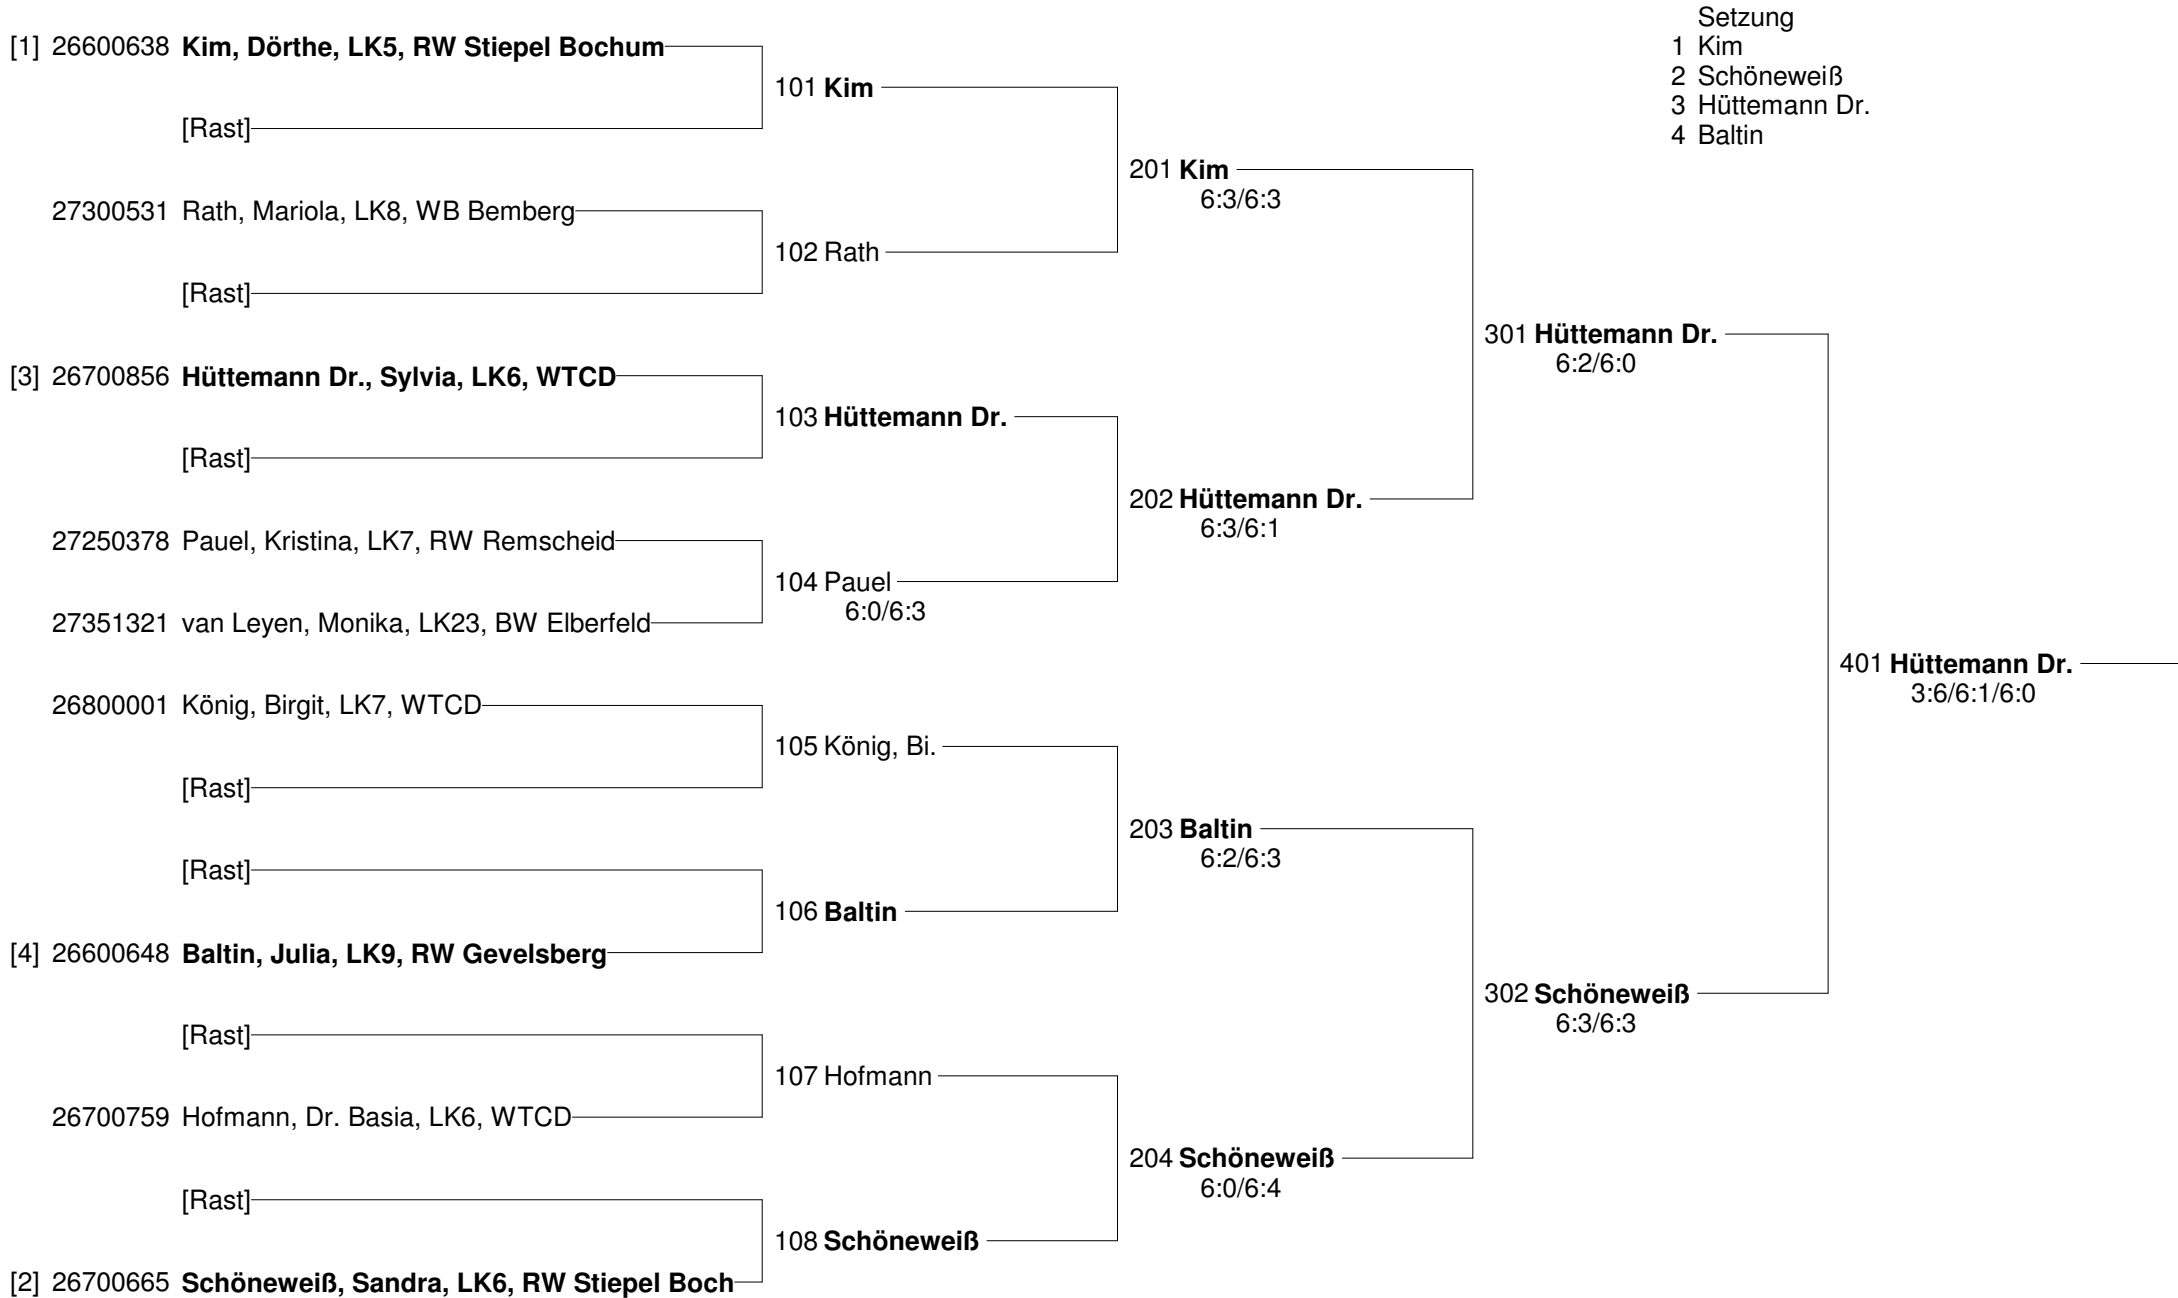 Setzung
1 Kim
2 Schöneweiß
3 Hüttemann Dr.
4 Baltin
[1] 26600638 Kim, Dörthe, LK5, RW Stiepel Bochum
[Rast]
27300531 Rath, Mariola, LK8, WB Bemberg
[Rast]
[3] 26700856 Hüttemann Dr., Sylvia, LK6, WTCD
[Rast]
27250378 Pauel, Kristina, LK7, RW Remscheid
27351321 van Leyen, Monika, LK23, BW Elberfeld
26800001 König, Birgit, LK7, WTCD
[Rast]
[Rast]
[4] 26600648 Baltin, Julia, LK9, RW Gevelsberg
[Rast]
26700759 Hofmann, Dr. Basia, LK6, WTCD
[Rast]
[2] 26700665 Schöneweiß, Sandra, LK6, RW Stiepel Boch
101 Kim
102 Rath
103 Hüttemann Dr.
104 Pauel
6:0/6:3
105 König, Bi.
106 Baltin
107 Hofmann
108 Schöneweiß
201 Kim
6:3/6:3
202 Hüttemann Dr.
6:3/6:1
203 Baltin
6:2/6:3
204 Schöneweiß
6:0/6:4
301 Hüttemann Dr.
6:2/6:0
302 Schöneweiß
6:3/6:3
401 Hüttemann Dr.
3:6/6:1/6:0